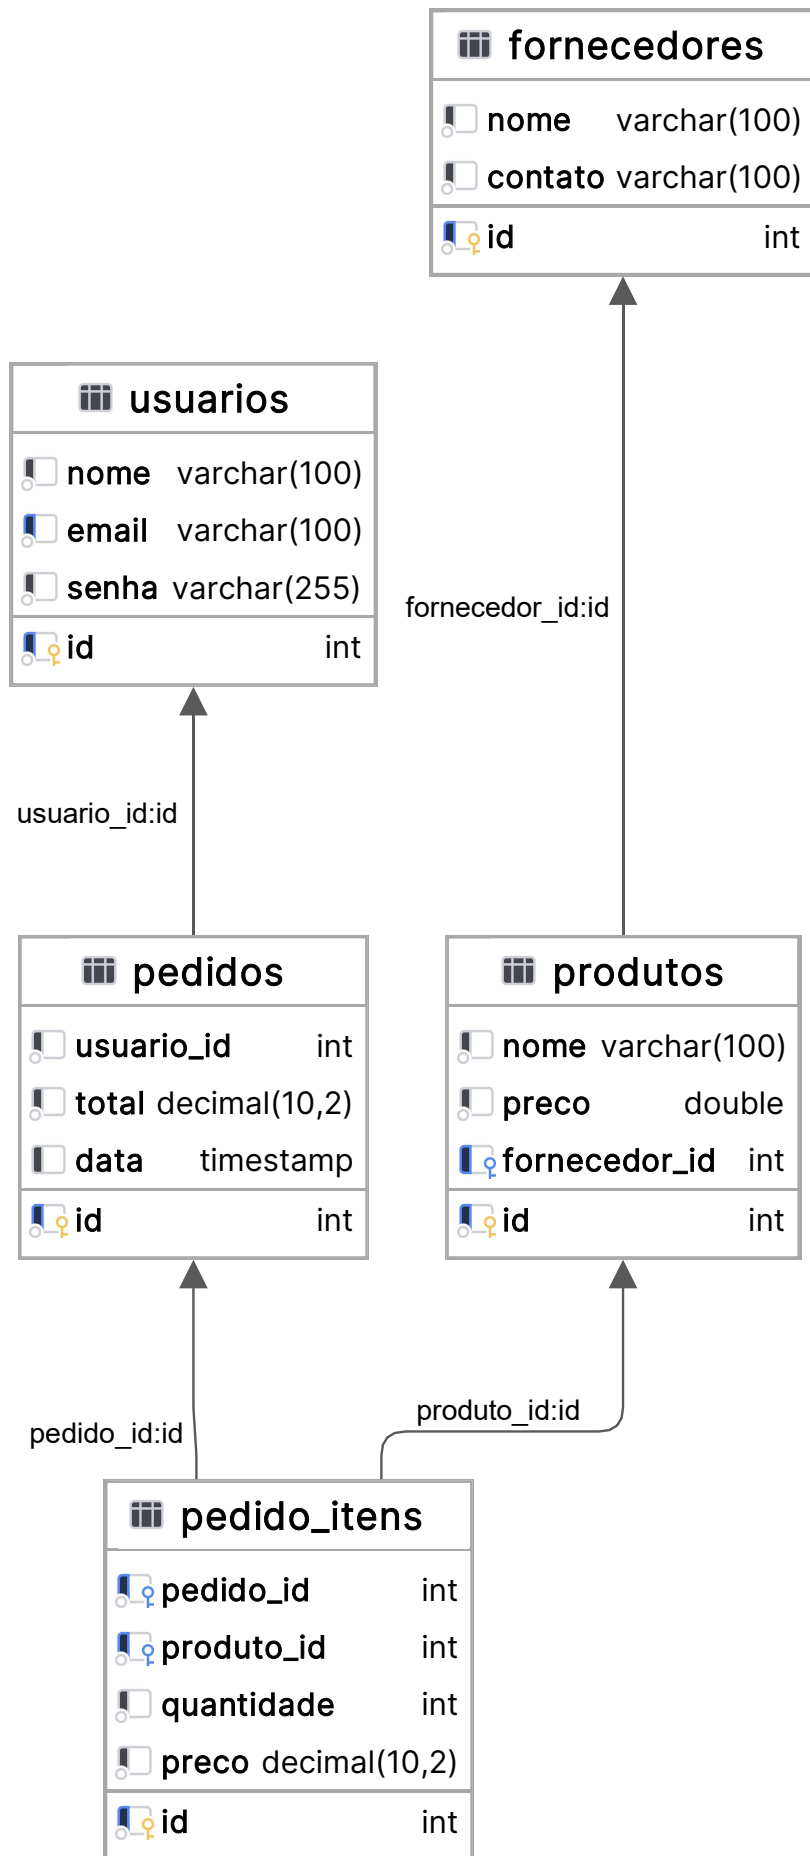 fornecedores
nome varchar(100)
contato varchar(100)
id int
usuarios
nome varchar(100)
email varchar(100)
senha varchar(255)
id int
fornecedor_id:id
usuario_id:id
pedidos
usuario_id int
total decimal(10,2)
data timestamp
id int
produtos
nome varchar(100)
preco double
fornecedor_id int
id int
produto_id:id
pedido_id:id
pedido_itens
pedido_id int
produto_id int
quantidade int
preco decimal(10,2)
id int